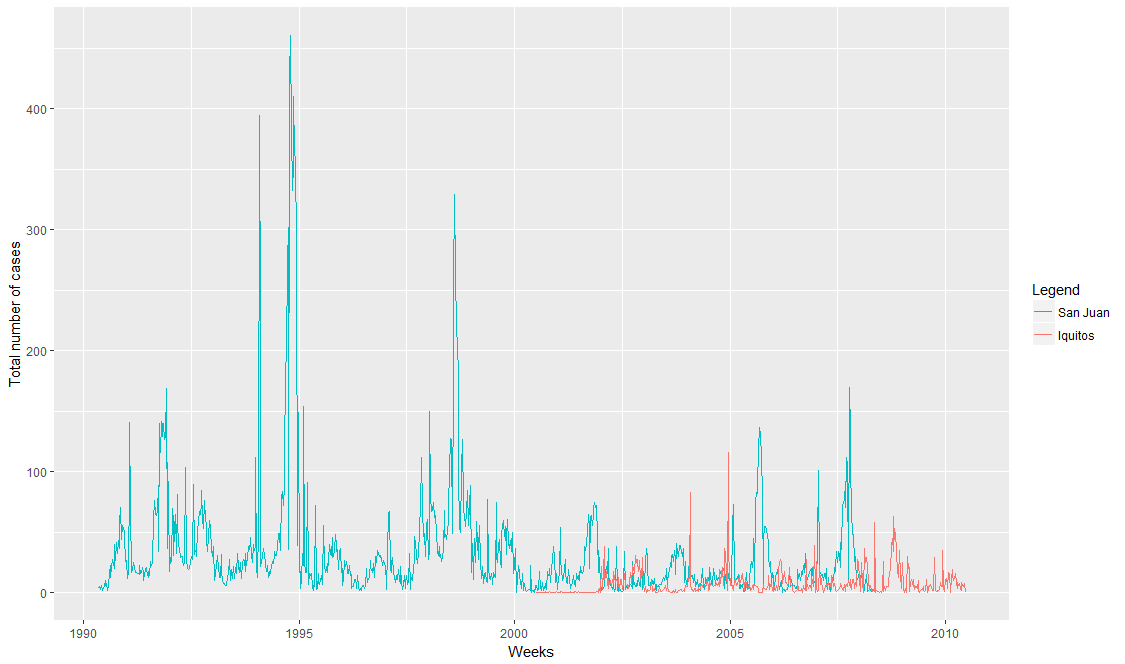 400
300
200
100
0
Total number of cases
1990 1995 2000 2005 2010
Weeks
Legend
San Juan
Iquitos